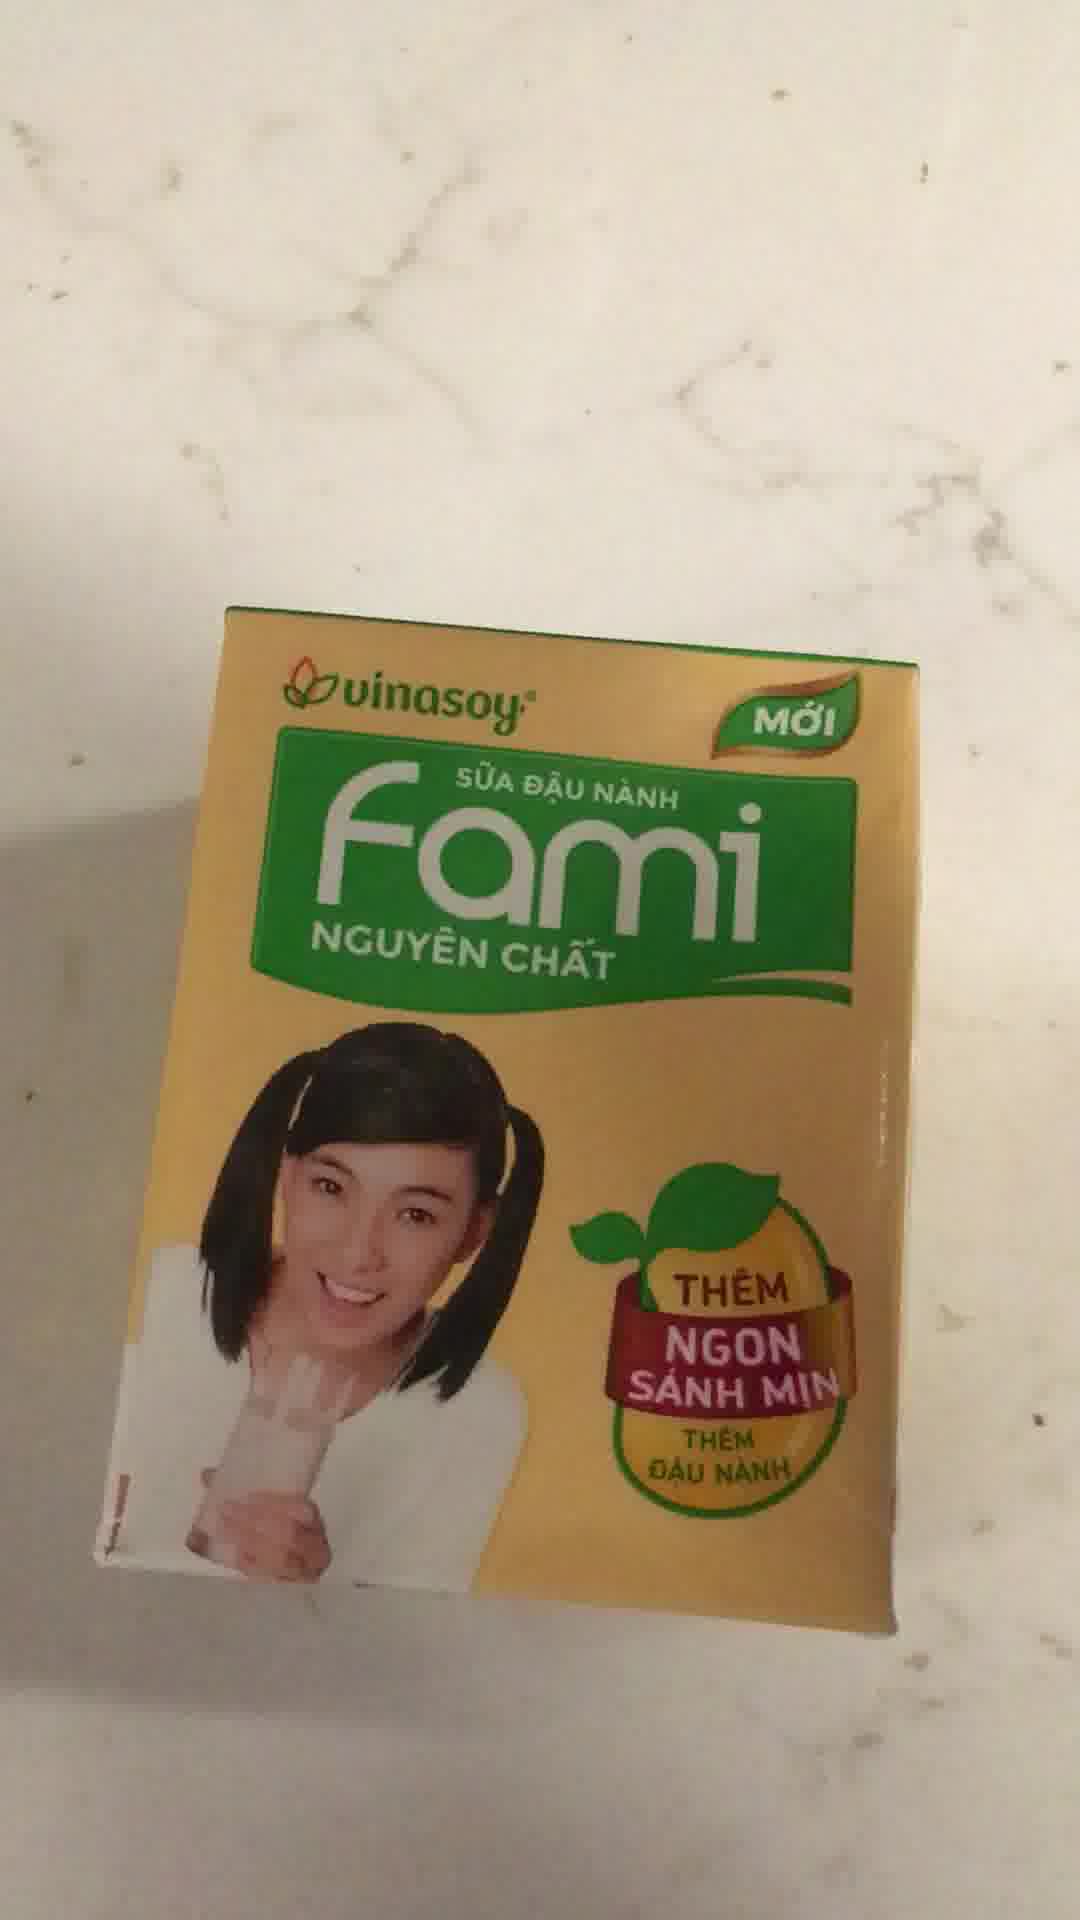 vinasoy
MỚI
SỮA ĐẬU NÀNH
Fami
NGUYÊN CHẤT
THÊM
NGON
SÁNH MỊN
THÊM
ĐẬU NÀNH